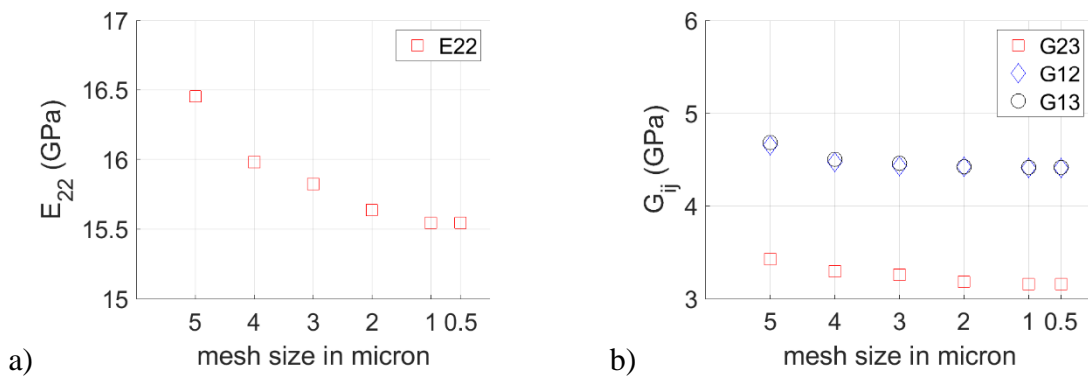 17
16.5
16
15.5
15
E22 (GPa)
E22
5 4 3 2 1 0.5
mesh size in micron
a)
6
5
4
3
Gij (GPa)
G23
G12
G13
5 4 3 2 1 0.5
mesh size in micron
b)